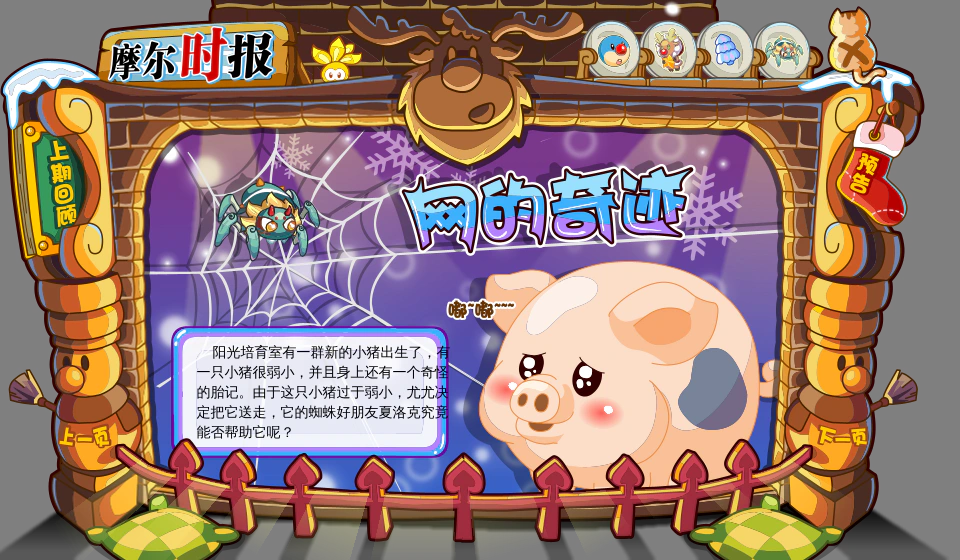 摩尔时报
上期回顾
预告
网的奇迹
嘟~嘟~~~
阳光培育室有一群新的小猪出生了，有
一只小猪很弱小，并且身上还有一个奇怪
的胎记。由于这只小猪过于弱小，尤尤决
定把它送走，它的蜘蛛好朋友夏洛克究竟
能否帮助它呢？
上一页
下一页